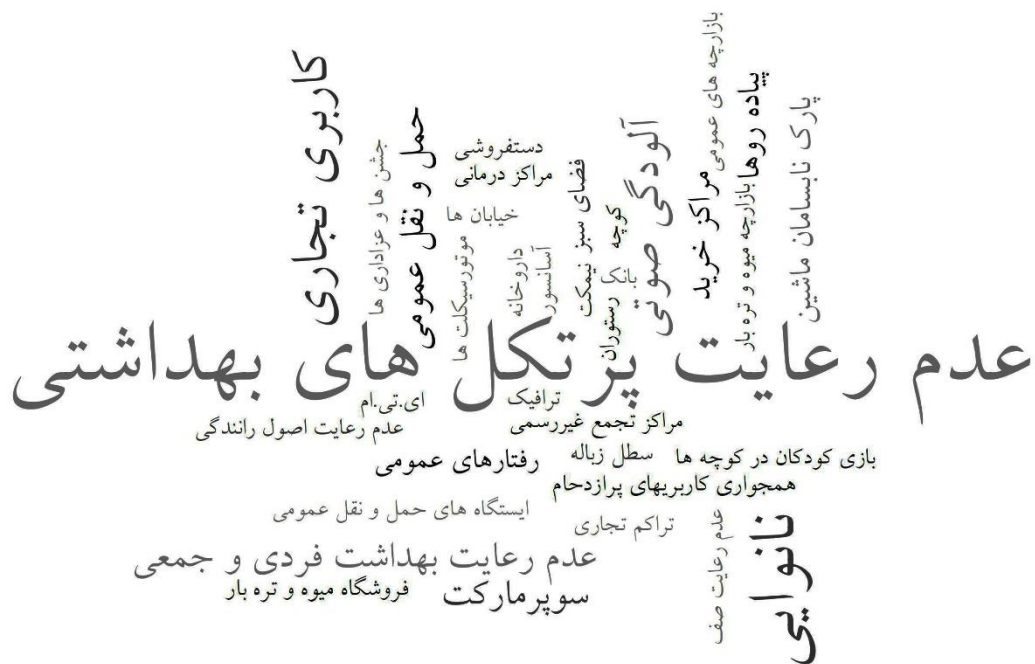 بازارچه های عمومی
پیاده روها
پارک نابسامان ماشین
مراکز خرید
بازارچه میوه و تره بار
آلودگی صوتی
کوچه
بانک
رستوران
فضای سبز
نیمکت
دستفروشی
مراکز درمانی
خیابان ها
داروخانه
آسانسور
موتورسیکلت ها
حمل و نقل عمومی
جشن ها و عزاداری ها
کاربری تجاری
عدم رعایت پرتکل های بهداشتی
ترافیک
ای.تی.ام
مراکز تجمع غیررسمی
عدم رعایت اصول رانندگی
بازی کودکان در کوچه ها
سطل زباله
رفتارهای عمومی
همجواری کاربریهای پرازدحام
ایستگاه های حمل و نقل عمومی
تراکم تجاری
عدم رعایت صف
نانوایی
عدم رعایت بهداشت فردی و جمعی
سوپرمارکت
فروشگاه میوه و تره بار